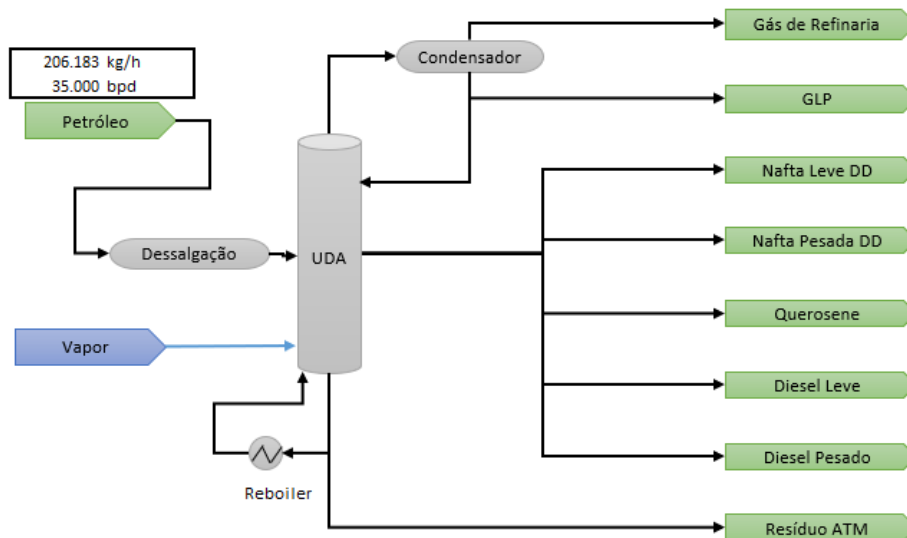 206.183 kg/h
35.000 bpd
Petróleo
Condensador
Gás de Refinaria
GLP
Nafta Leve DD
Dessalgação
UDA
Nafta Pesada DD
Querosene
Vapor
Diesel Leve
Reboiler
Diesel Pesado
Resíduo ATM